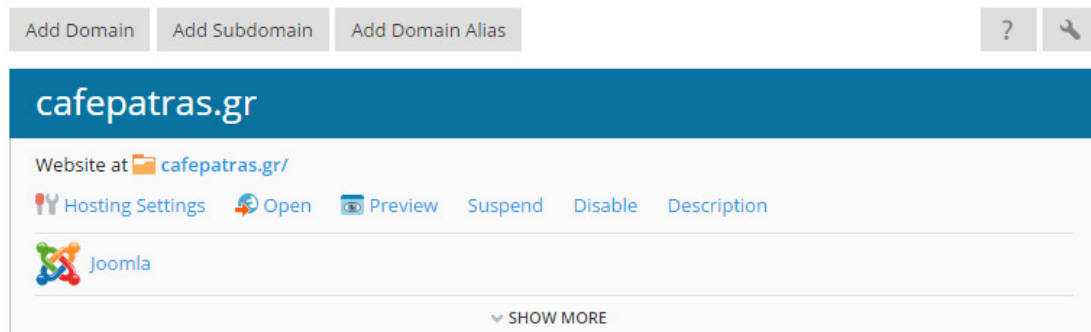 Add Domain Add Subdomain Add Domain Alias ?
cafepatras.gr
Website at cafepatras.gr/
Hosting Settings Open Preview Suspend Disable Description
Joomla
SHOW MORE